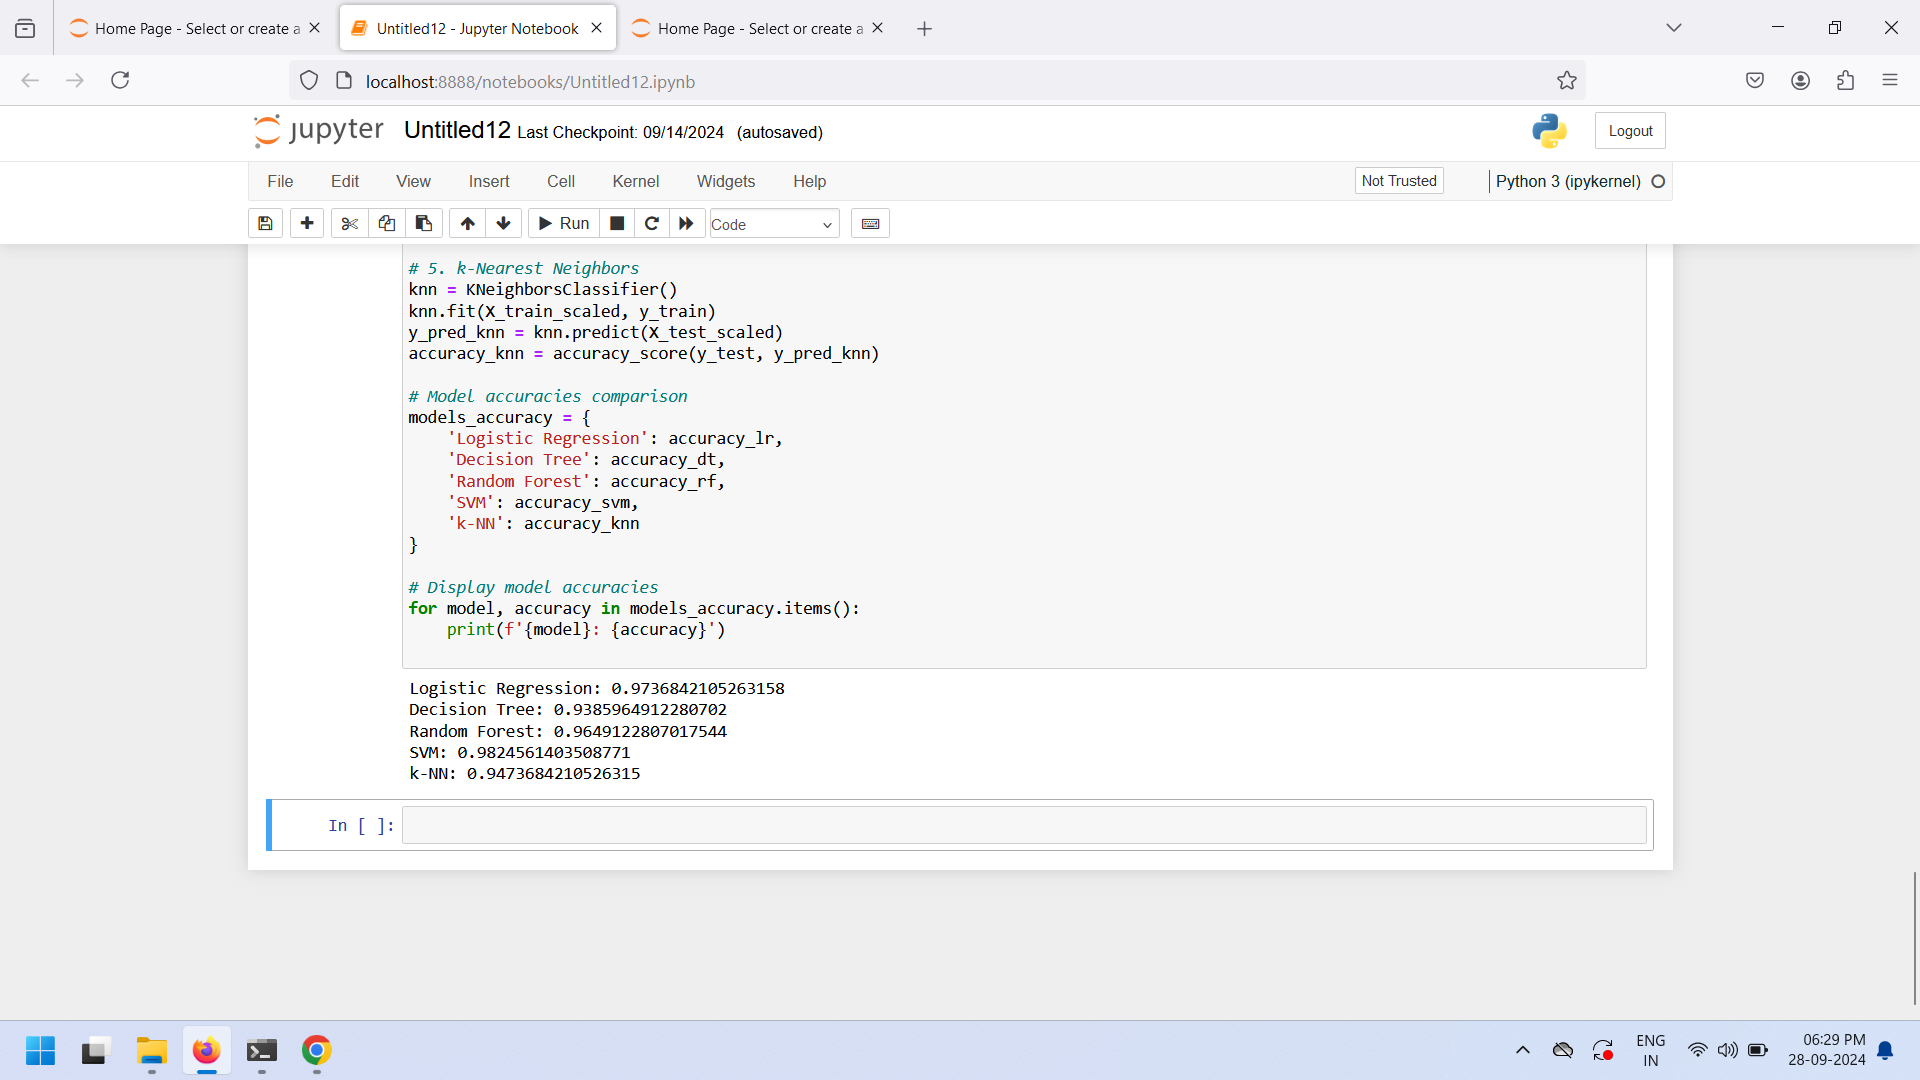 Home Page - Select or create a
Untitled12 - Jupyter Notebook
Home Page - Select or create a
localhost:8888/notebooks/Untitled12.ipynb
jupyter Untitled12 Last Checkpoint: 09/14/2024 (autosaved)
Logout
File Edit View Insert Cell Kernel Widgets Help
Not Trusted
Python 3 (ipykernel)
Run
Code
# 5. k-Nearest Neighbors
knn = KNeighborsClassifier()
knn.fit(X_train_scaled, y_train)
y_pred_knn = knn.predict(X_test_scaled)
accuracy_knn = accuracy_score(y_test, y_pred_knn)
# Model accuracies comparison
models_accuracy = {
    'Logistic Regression': accuracy_lr,
    'Decision Tree': accuracy_dt,
    'Random Forest': accuracy_rf,
    'SVM': accuracy_svm,
    'k-NN': accuracy_knn
}
# Display model accuracies
for model, accuracy in models_accuracy.items():
    print(f'{model}: {accuracy}')
Logistic Regression: 0.9736842105263158
Decision Tree: 0.9385964912280702
Random Forest: 0.9649122807017544
SVM: 0.9824561403508771
k-NN: 0.9473684210526315
In [ ]:
ENG
IN
06:29 PM
28-09-2024